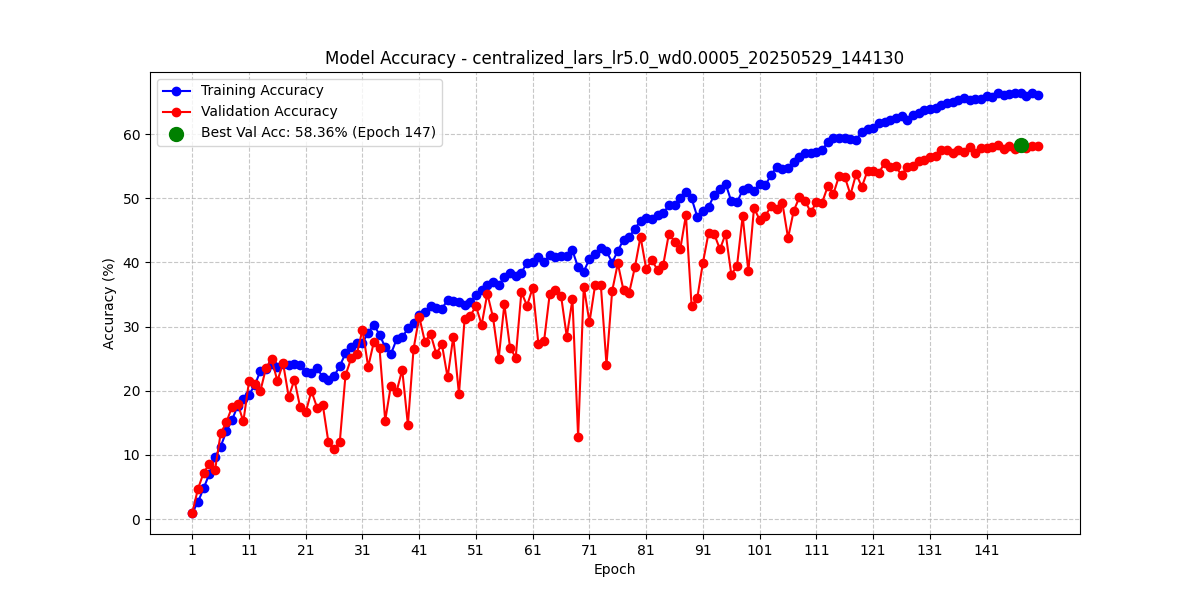 Model Accuracy - centralized_lars_lr5.0_wd0.0005_20250529_144130
Training Accuracy
Validation Accuracy
Best Val Acc: 58.36% (Epoch 147)
Accuracy (%)
60
50
40
30
20
10
0
1 11 21 31 41 51 61 71 81 91 101 111 121 131 141
Epoch